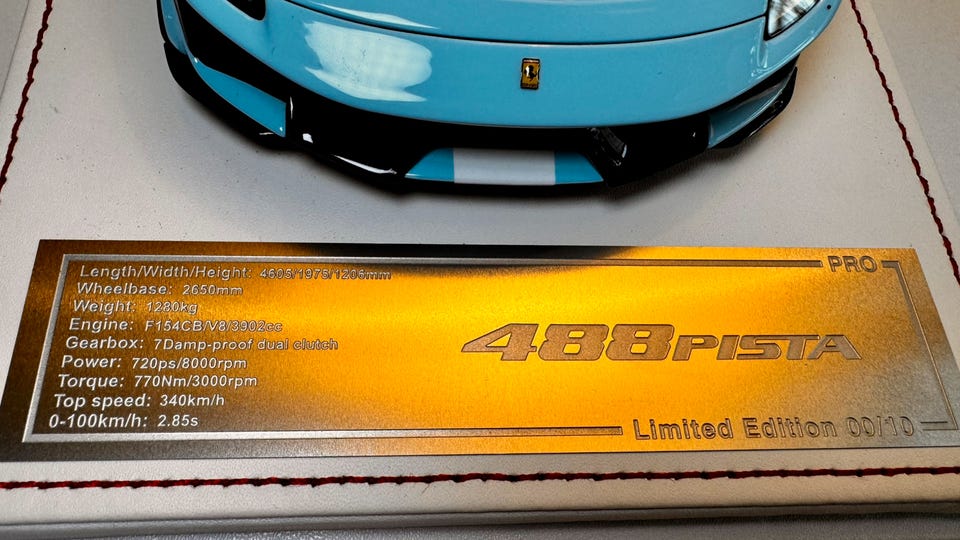 PRO
Length/Width/Height: 4605/1975/1206mm
Wheelbase: 2650mm
Weight: 1280kg
Engine: F154CB/V8/3902cc
Gearbox: 7Damp-proof dual clutch
Power: 720ps/8000rpm
Torque: 770Nm/3000rpm
Top speed: 340km/h
0-100km/h: 2.85s
488PISTA
Limited Edition 00/10